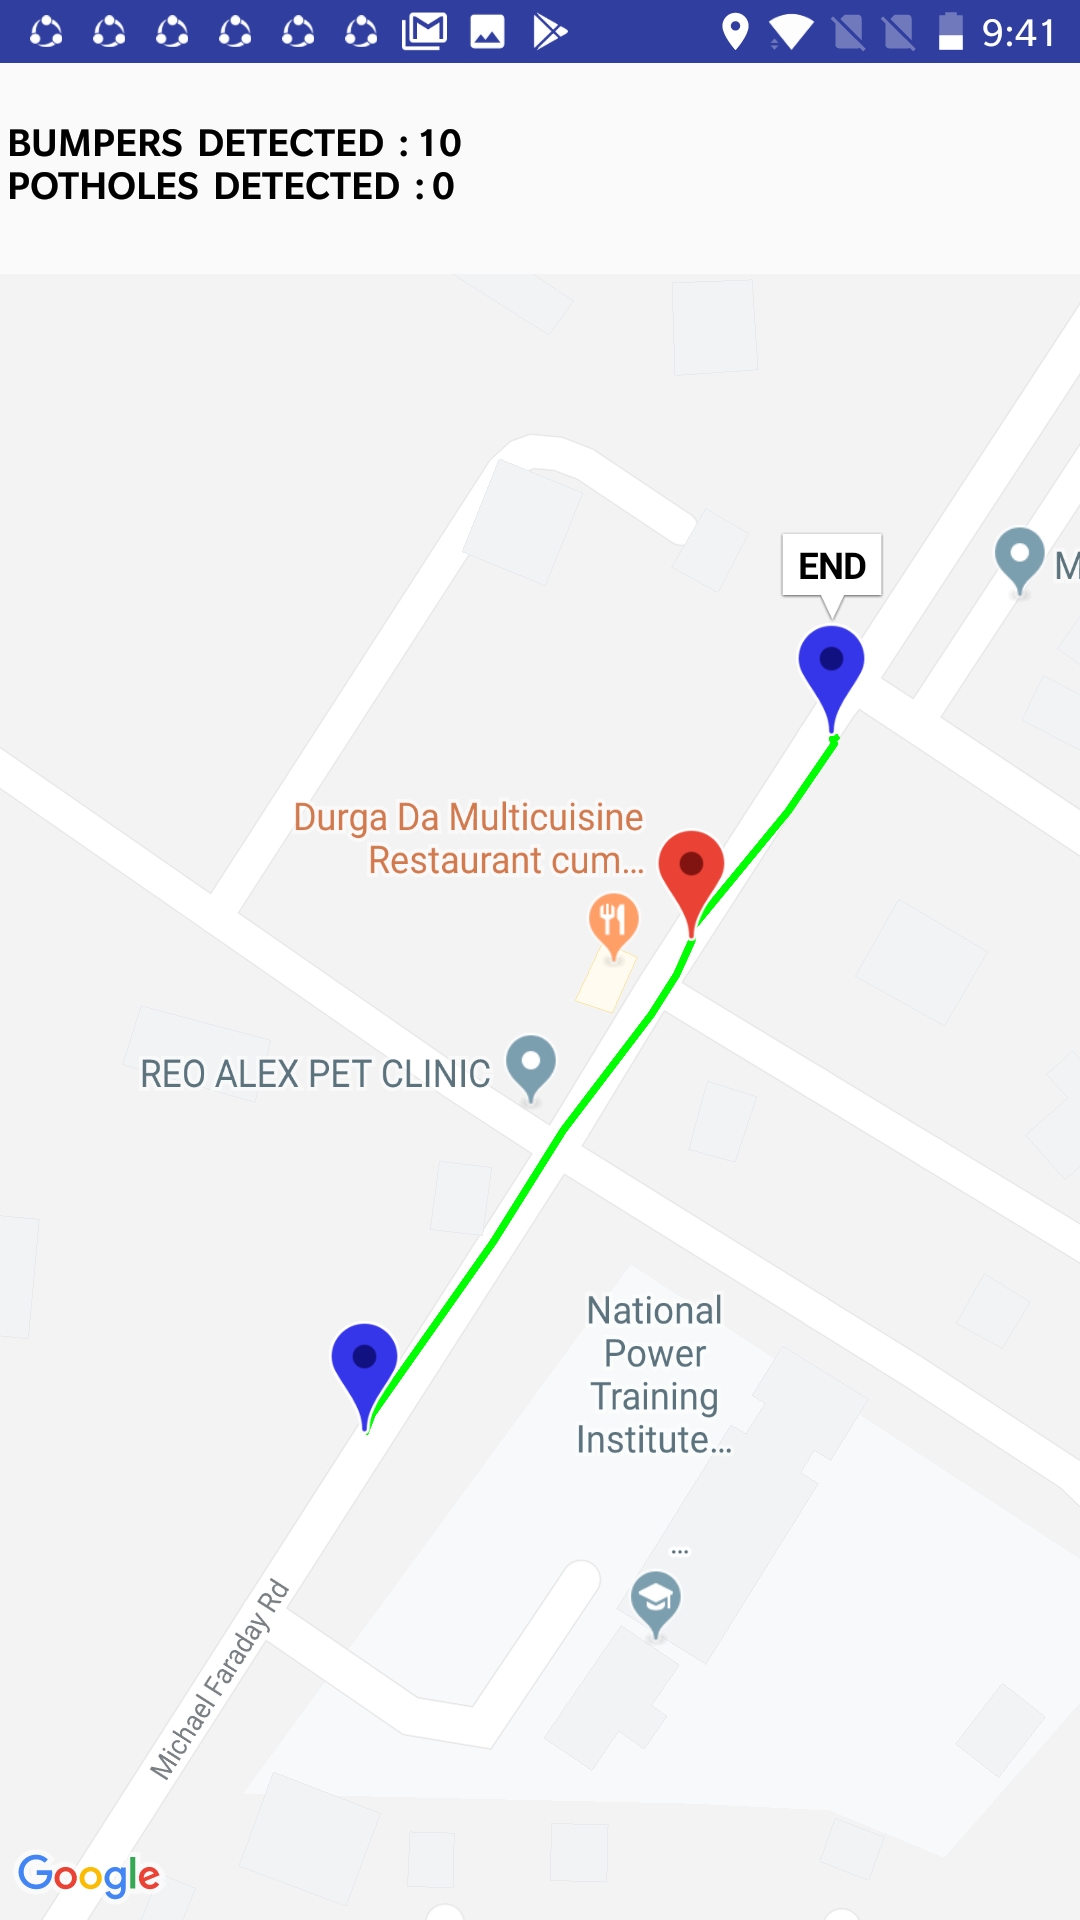 9:41
BUMPERS DETECTED : 10
POTHOLES DETECTED : 0
END
M
Durga Da Multicuisine
Restaurant cum...
REO ALEX PET CLINIC
National
Power
Training
Institute...
...
Michael Faraday Rd
Google